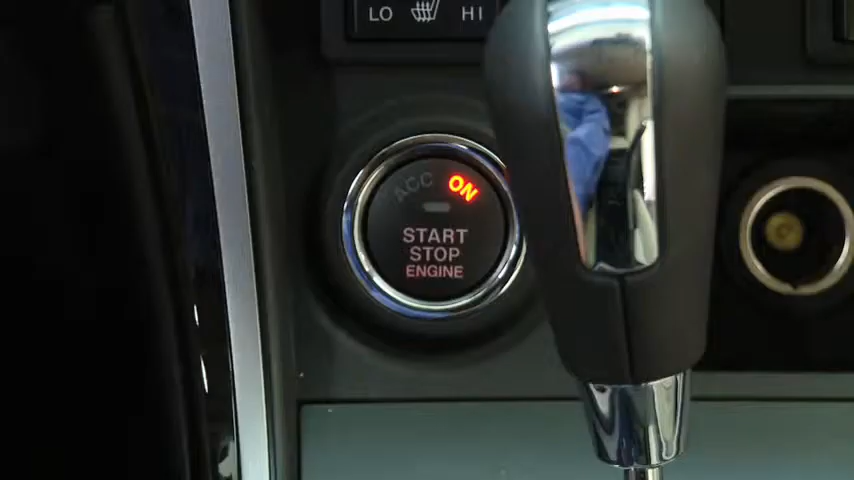 LO HI
ACC ON
START
STOP
ENGINE